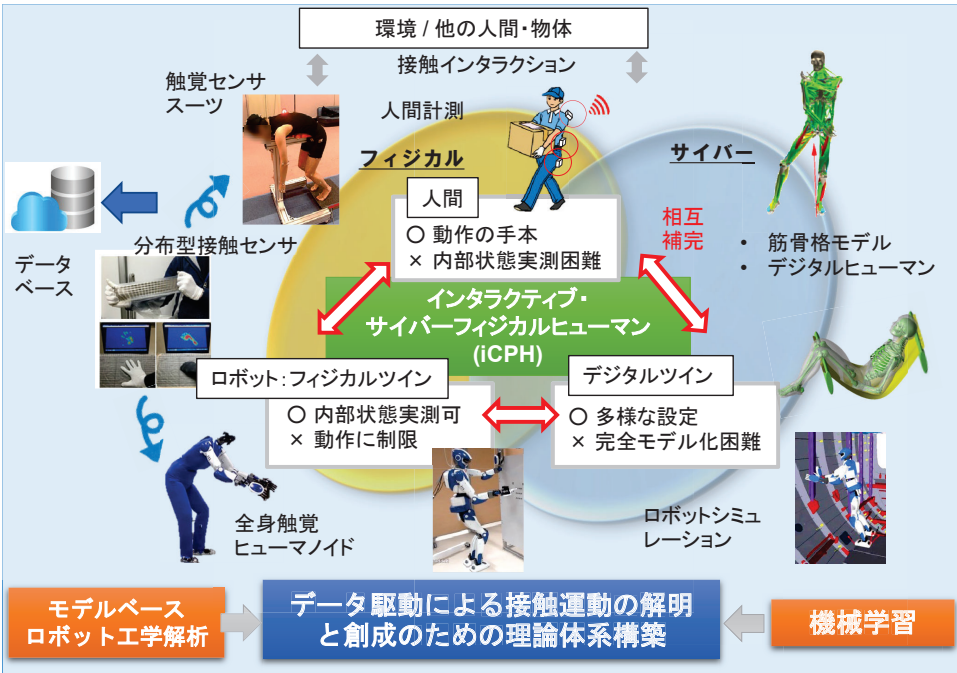 環境 / 他の人間・物体
接触インタラクション
触覚センサ
スーツ
人間計測
フィジカル
サイバー
人間
○ 動作の手本
× 内部状態実測困難
相互
補完
• 筋骨格モデル
• デジタルヒューマン
分布型接触センサ
データ
ベース
インタラクティブ・
サイバーフィジカルヒューマン
(iCPH)
ロボット：フィジカルツイン
○ 内部状態実測可
× 動作に制限
デジタルツイン
○ 多様な設定
× 完全モデル化困難
全身触覚
ヒューマノイド
ロボットシミュ
レーション
モデルベース
ロボット工学解析
データ駆動による接触運動の解明
と創成のための理論体系構築
機械学習